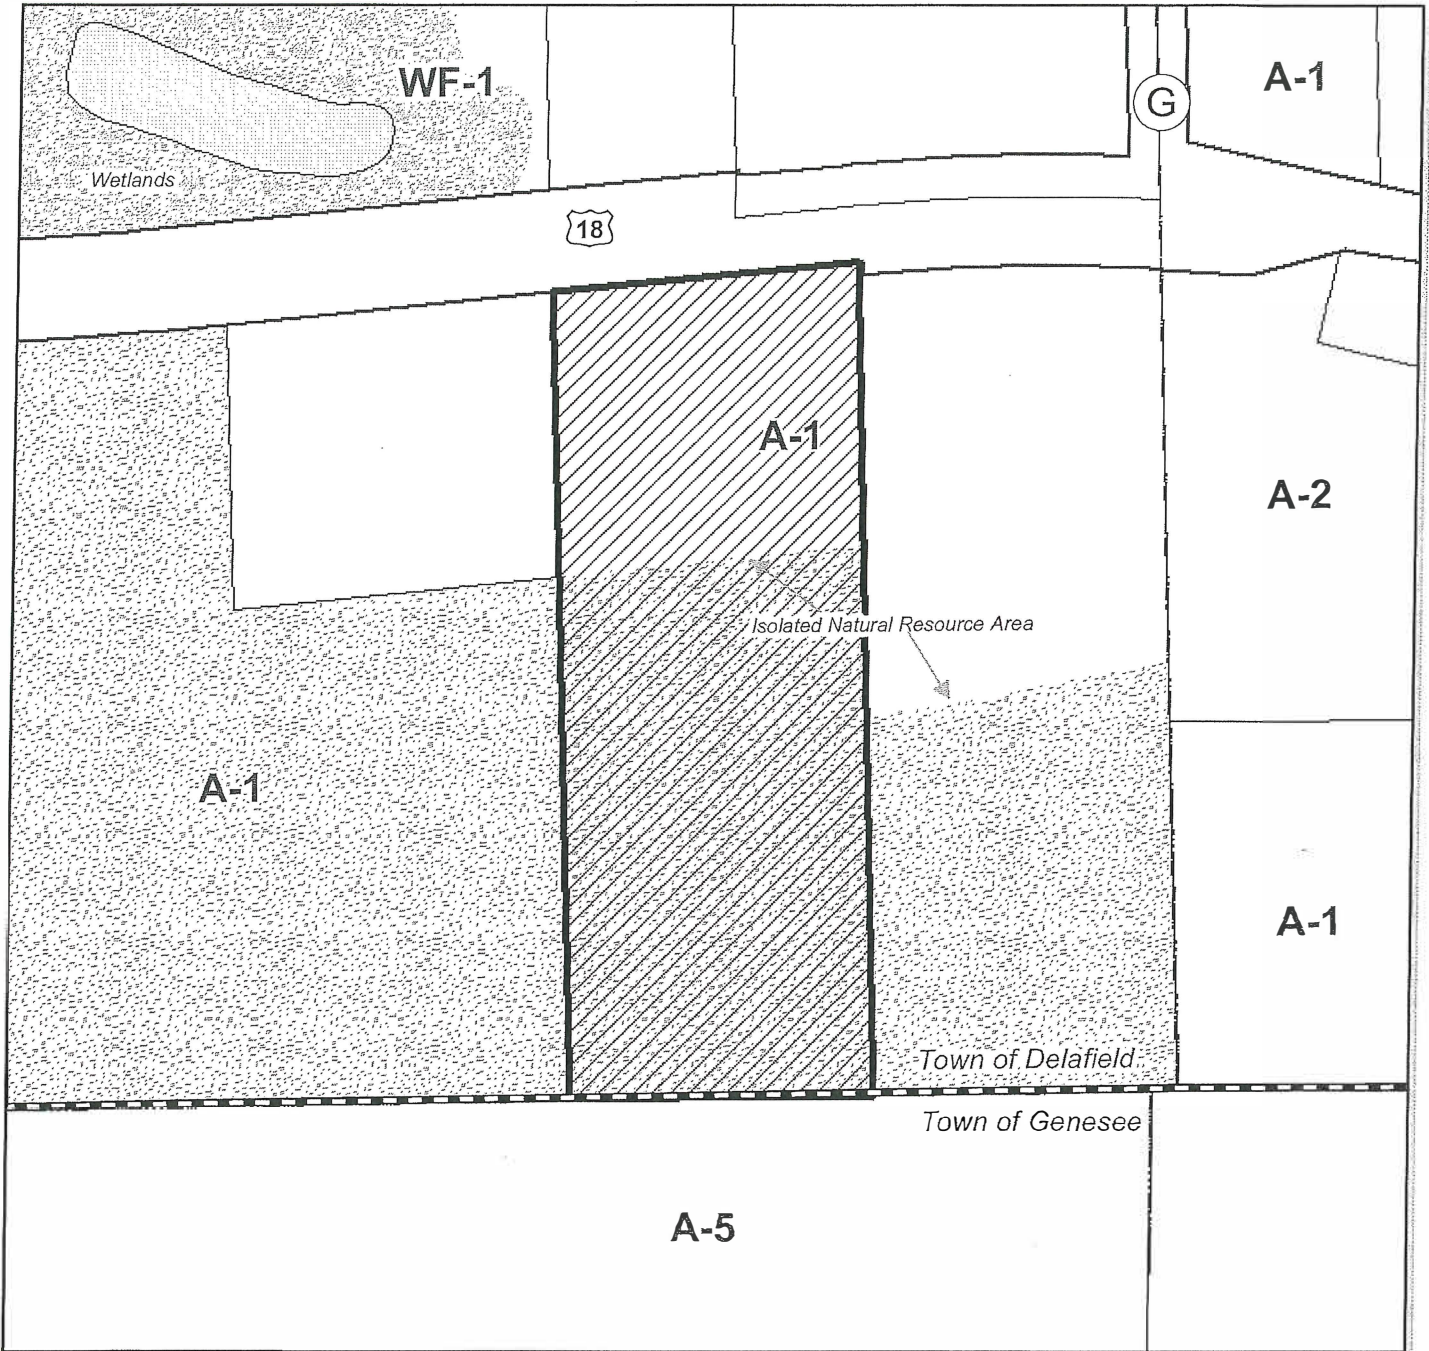 WF-1
A-1
G
Wetlands
18
A-1
A-2
Isolated Natural Resource Area
A-1
A-1
Town of Delafield
Town of Genesee
A-5